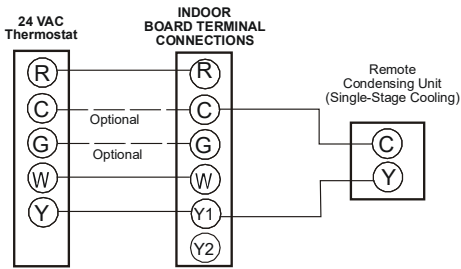 24 VAC
Thermostat
INDOOR
BOARD TERMINAL
CONNECTIONS
Remote
Condensing Unit
(Single-Stage Cooling)
R
R
C
Optional
C
C
G
Optional
G
W
W
Y
Y
Y1
Y2